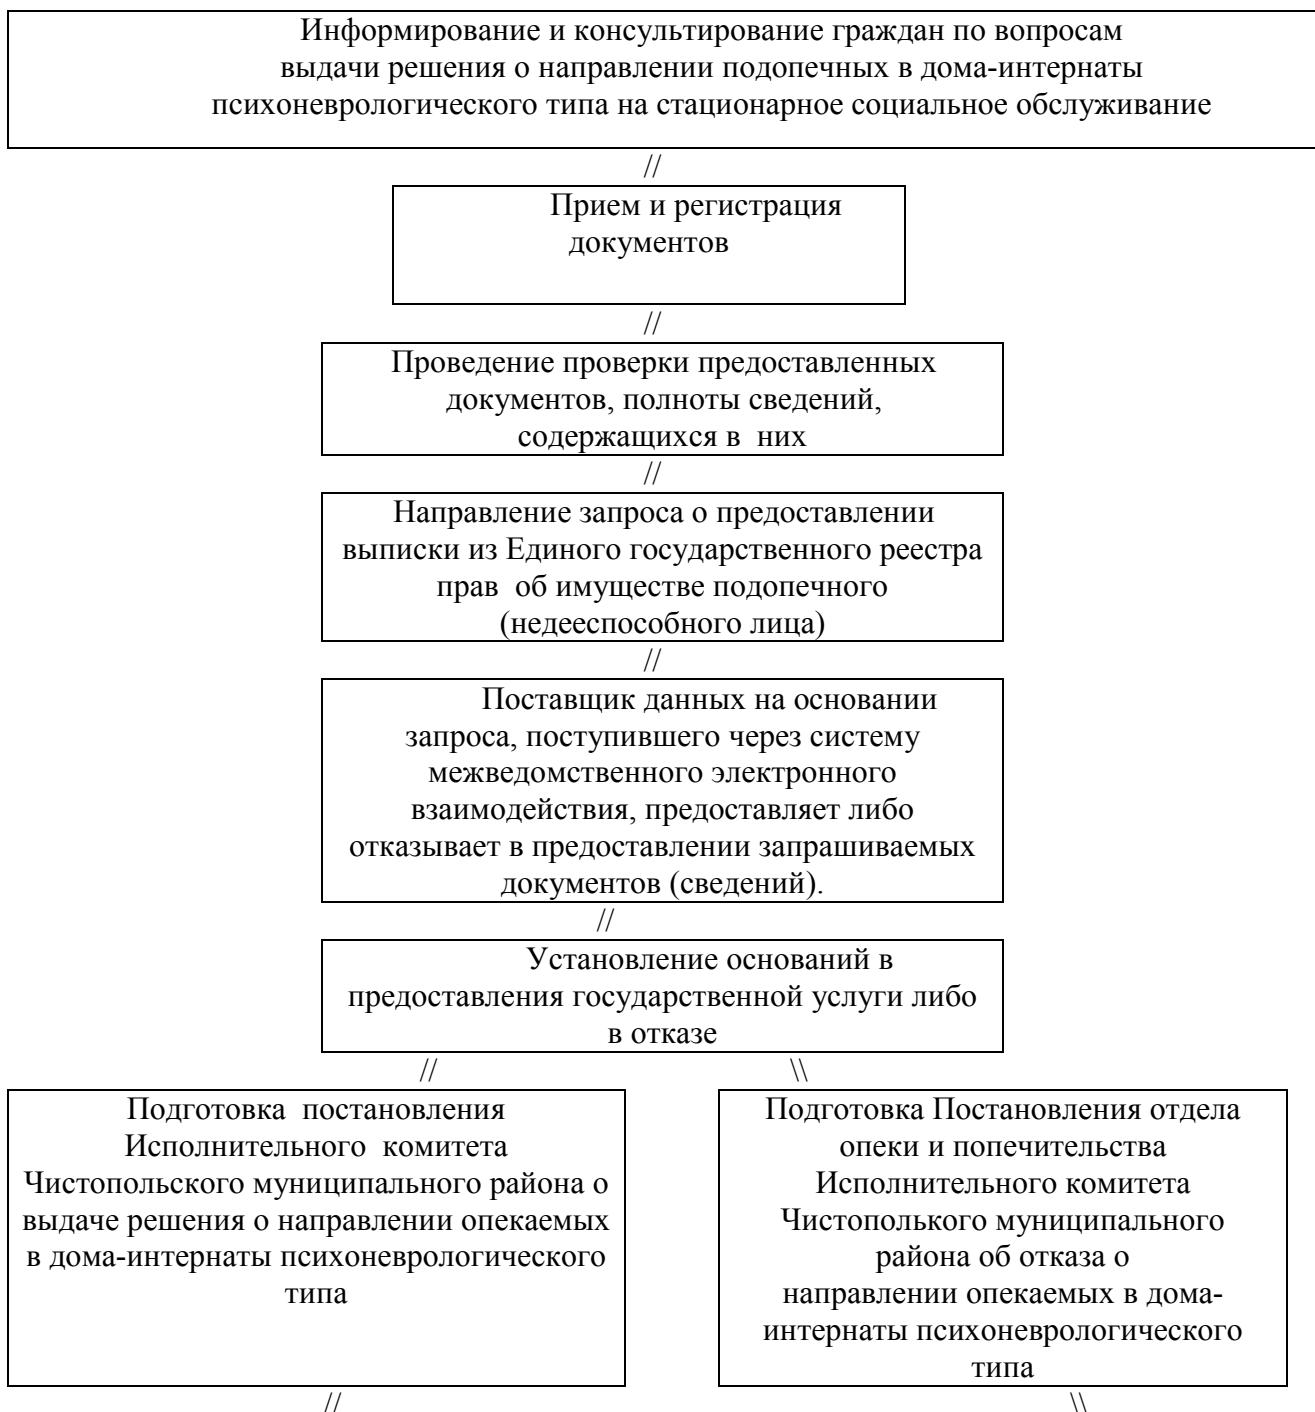 Информирование и консультирование граждан по вопросам
выдачи решения о направлении подопечных в дома-интернаты
психоневрологического типа на стационарное социальное обслуживание
//
Прием и регистрация
документов
//
Проведение проверки предоставленных
документов, полноты сведений,
содержащихся в них
//
Направление запроса о предоставлении
выписки из Единого государственного реестра
прав об имуществе подопечного
(недееспособного лица)
//
Поставщик данных на основании
запроса, поступившего через систему
межведомственного электронного
взаимодействия, предоставляет либо
отказывает в предоставлении запрашиваемых
документов (сведений).
//
Установление оснований в
предоставления государственной услуги либо
в отказе
// \\
Подготовка постановления
Исполнительного комитета
Чистопольского муниципального района о
выдаче решения о направлении опекаемых
в дома-интернаты психоневрологического
типа
Подготовка Постановления отдела
опеки и попечительства
Исполнительного комитета
Чистополького муниципального
района об отказа о
направлении опекаемых в дома-
интернаты психоневрологического
типа
// \\